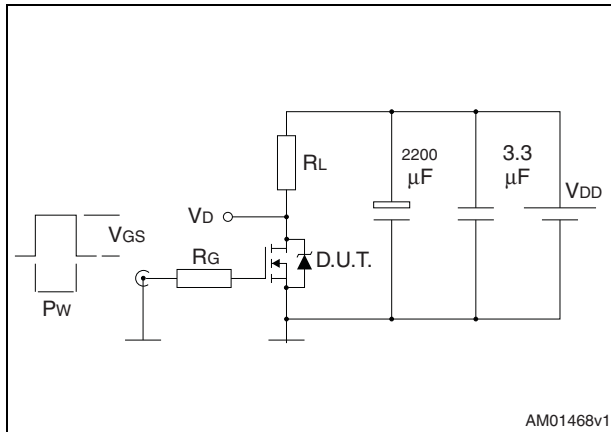 2200
μF
3.3
μF
VDD
RL
VD
VGS
RG
D.U.T.
PW
AM01468v1